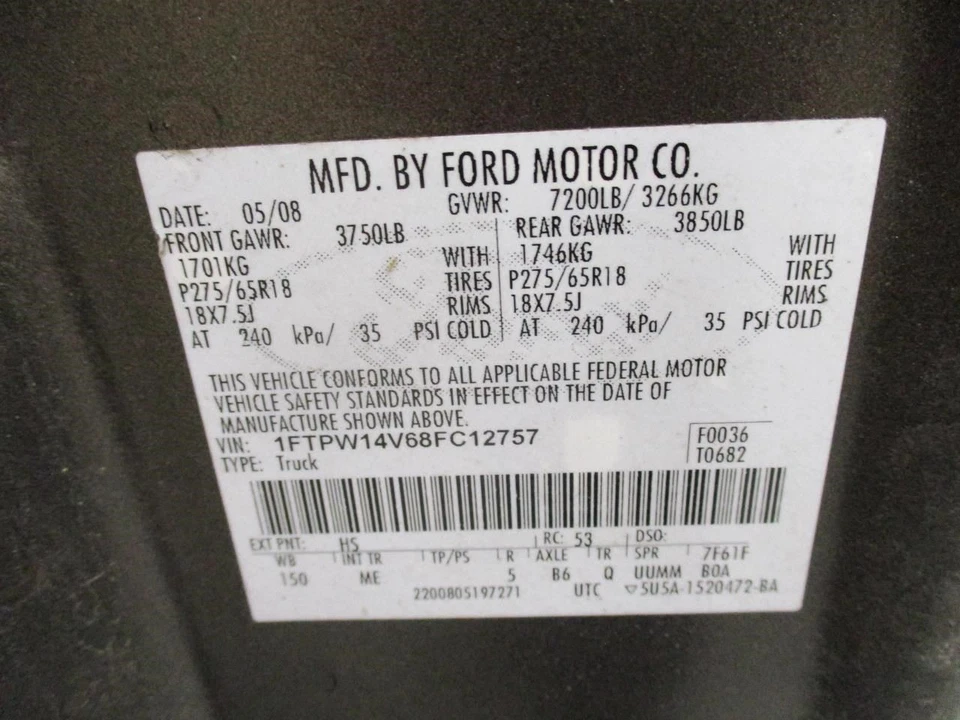 MFD. BY FORD MOTOR CO.
DATE: 05/08 GVWR: 7200LB/ 3266KG
FRONT GAWR: 3750LB REAR GAWR: 3850LB
1701KG WITH 1746KG WITH
P275/65R18 TIRES P275/65R18 TIRES
18X7.5J RIMS 18X7.5J RIMS
AT 240 kPa/ 35 PSI COLD AT 240 kPa/ 35 PSI COLD
THIS VEHICLE CONFORMS TO ALL APPLICABLE FEDERAL MOTOR
VEHICLE SAFETY STANDARDS IN EFFECT ON THE DATE OF
MANUFACTURE SHOWN ABOVE.
VIN: 1FTPW14V68FC12757 F0036
TYPE: Truck T0682
EXT PNT: HS RC: 53 DSO:
WB INT TR TP/PS R AXLE TR SPR 7F61F
150 ME 5 B6 Q UUMM BOA
2200805197271 UTC ▽5U5A-1520472-BA